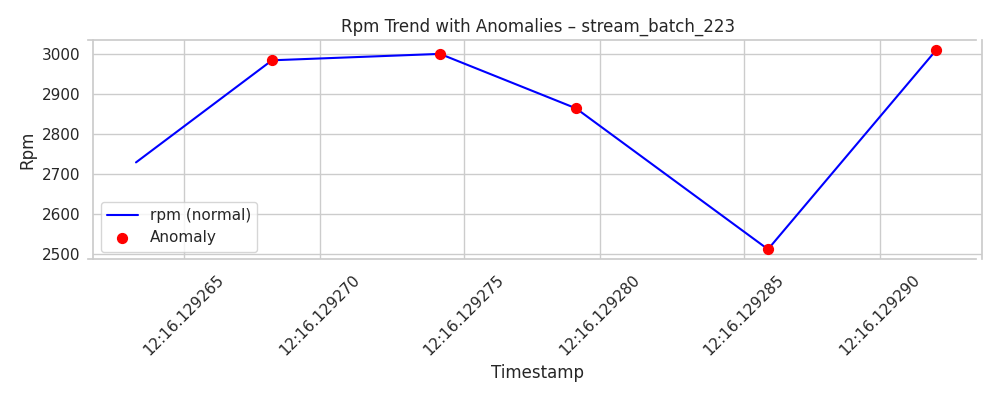 Rpm Trend with Anomalies – stream_batch_223
Rpm
3000
2900
2800
2700
2600
2500
rpm (normal)
Anomaly
12:16.129265
12:16.129270
12:16.129275
12:16.129280
12:16.129285
12:16.129290
Timestamp